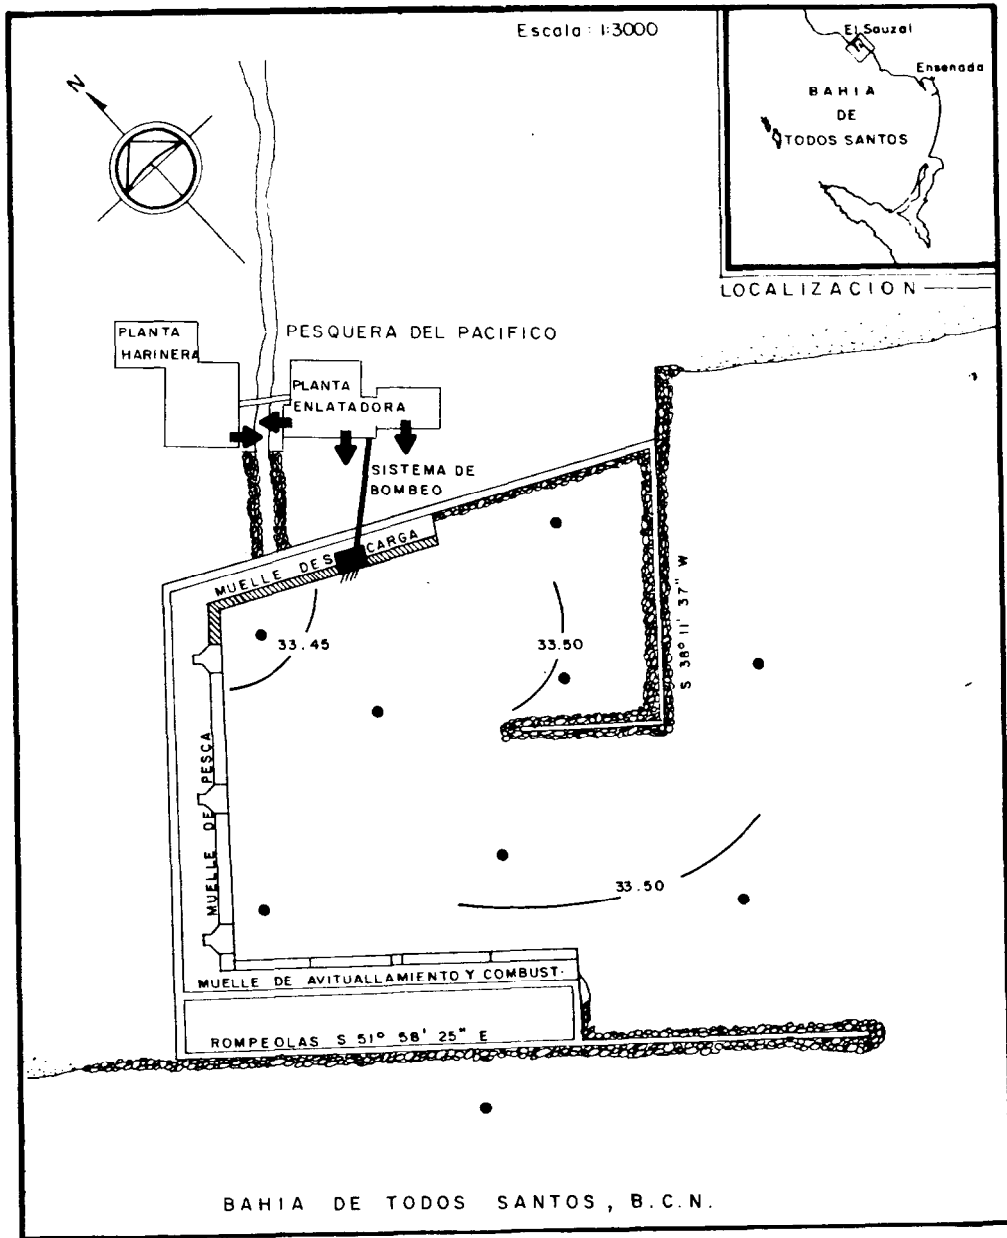 Escala : 1:3000
El Sauzal
Ensenada
BAHIA
DE
TODOS SANTOS
LOCALIZACION
N
PLANTA
HARINERA
PESQUERA DEL PACIFICO
PLANTA
ENLATADORA
SISTEMA DE
BOMBEO
MUELLE DESCARGA
33.45
33.50
S 38° 11' 37" W
MUELLE DE PESCA
33.50
MUELLE DE AVITUALLAMIENTO Y COMBUST.
ROMPEOLAS S 51° 58' 25" E
BAHIA DE TODOS SANTOS, B.C.N.